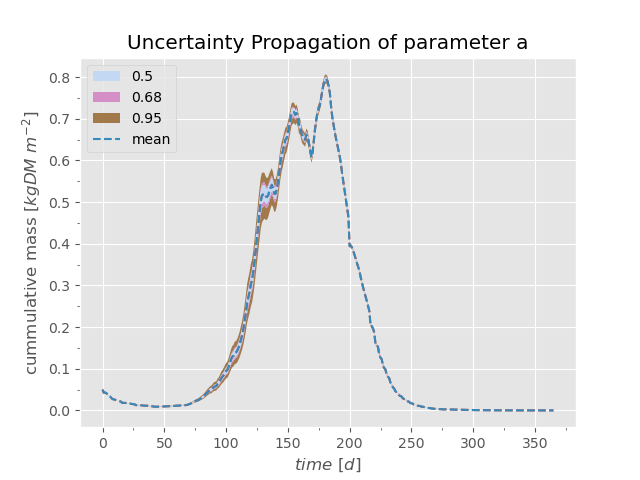 Uncertainty Propagation of parameter a
0.5
0.68
0.95
mean
cummulative mass [kgDM m⁻²]
0.8
0.7
0.6
0.5
0.4
0.3
0.2
0.1
0.0
0 50 100 150 200 250 300 350
time [d]